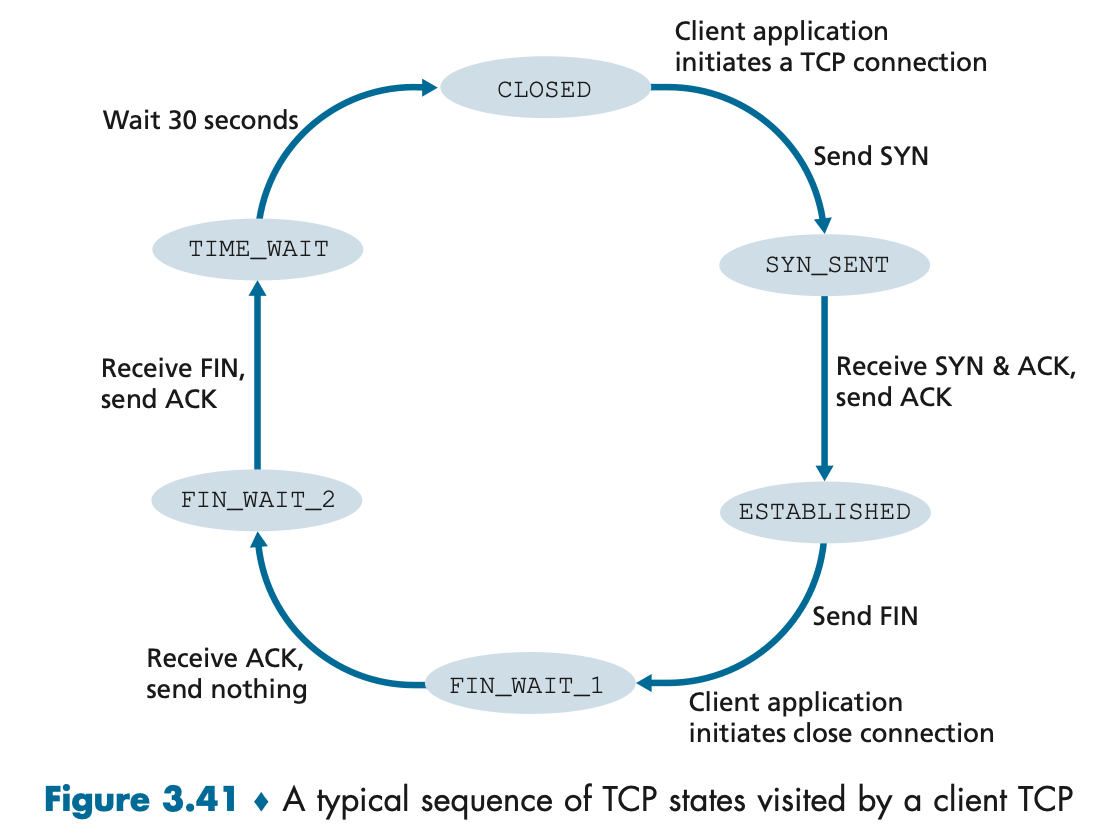 Client application
initiates a TCP connection
CLOSED
Wait 30 seconds
Send SYN
TIME_WAIT
SYN_SENT
Receive FIN,
send ACK
Receive SYN & ACK,
send ACK
FIN_WAIT_2
ESTABLISHED
Send FIN
Receive ACK,
send nothing
FIN_WAIT_1
Client application
initiates close connection
Figure 3.41 ♦ A typical sequence of TCP states visited by a client TCP